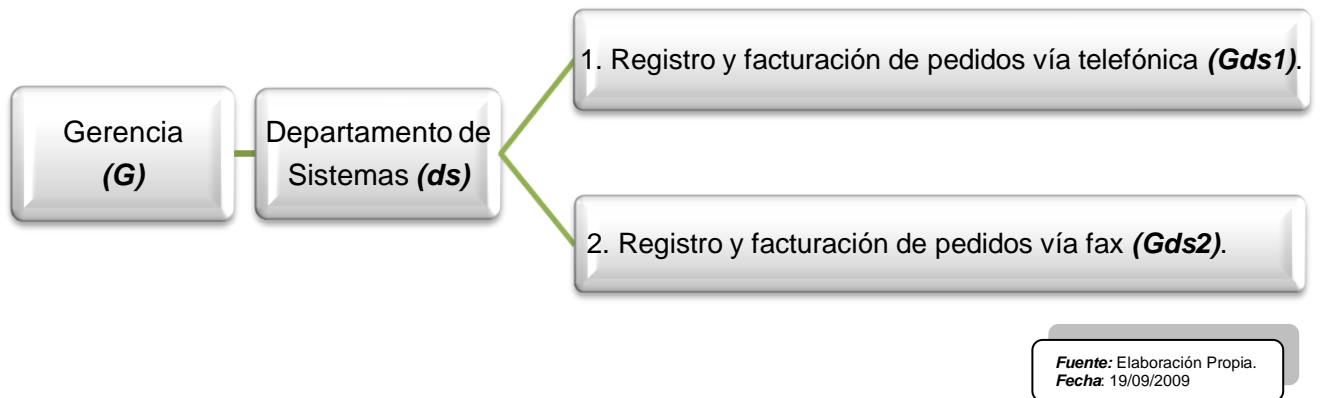 Gerencia
(G)
Departamento de
Sistemas (ds)
1. Registro y facturación de pedidos vía telefónica (Gds1).
2. Registro y facturación de pedidos vía fax (Gds2).
Fuente: Elaboración Propia.
Fecha: 19/09/2009